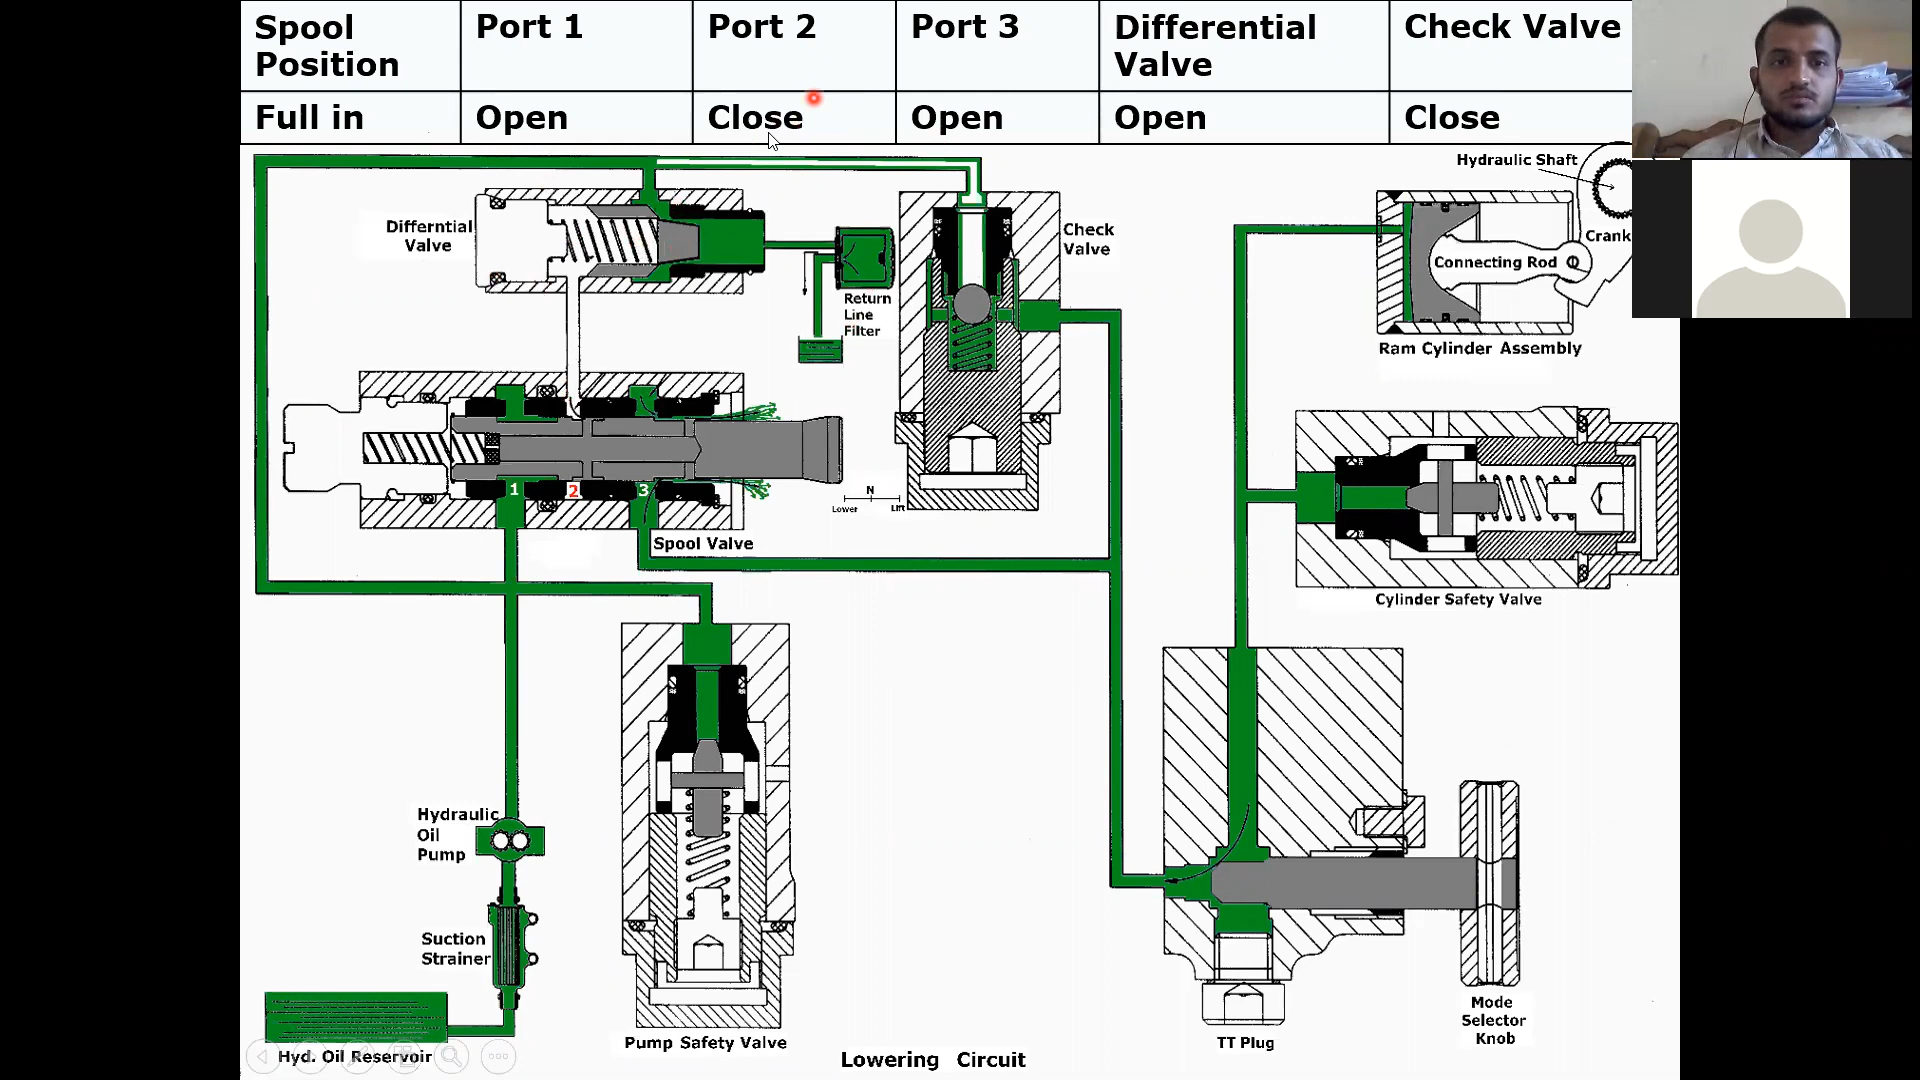 Spool Position
Port 1
Port 2
Port 3
Differential Valve
Check Valve
Full in
Open
Close
Open
Open
Close
Hydraulic Shaft
Differntial
Valve
Check
Valve
Crank
Connecting Rod
Return
Line
Filter
Ram Cylinder Assembly
1
2
3
N
Lower
Lift
Spool Valve
Cylinder Safety Valve
Hydraulic
Oil
Pump
Suction
Strainer
Mode
Selector
Knob
Pump Safety Valve
TT Plug
Hyd. Oil Reservoir
Lowering Circuit